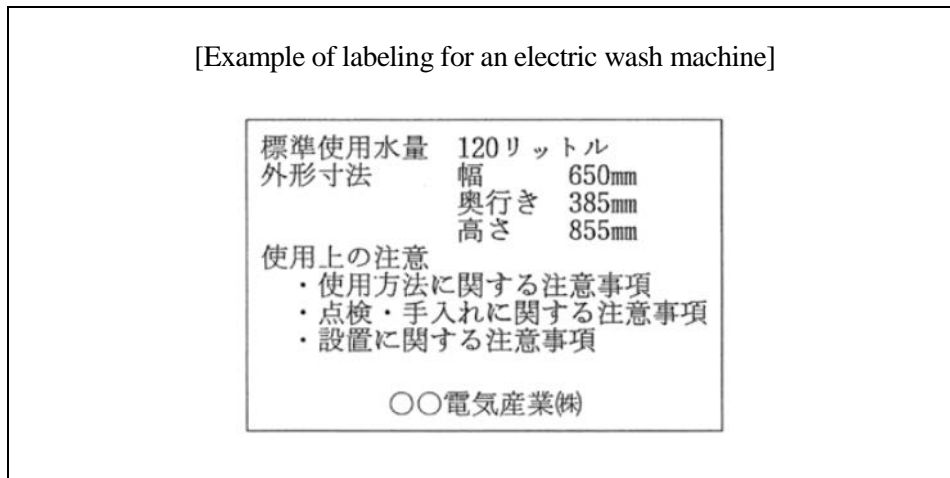 [Example of labeling for an electric wash machine]
標準使用水量 120リットル
外形寸法 幅 650㎜
奥行き 385㎜
高さ 855㎜
使用上の注意
・使用方法に関する注意事項
・点検・手入れに関する注意事項
・設置に関する注意事項
○○電気産業㈱